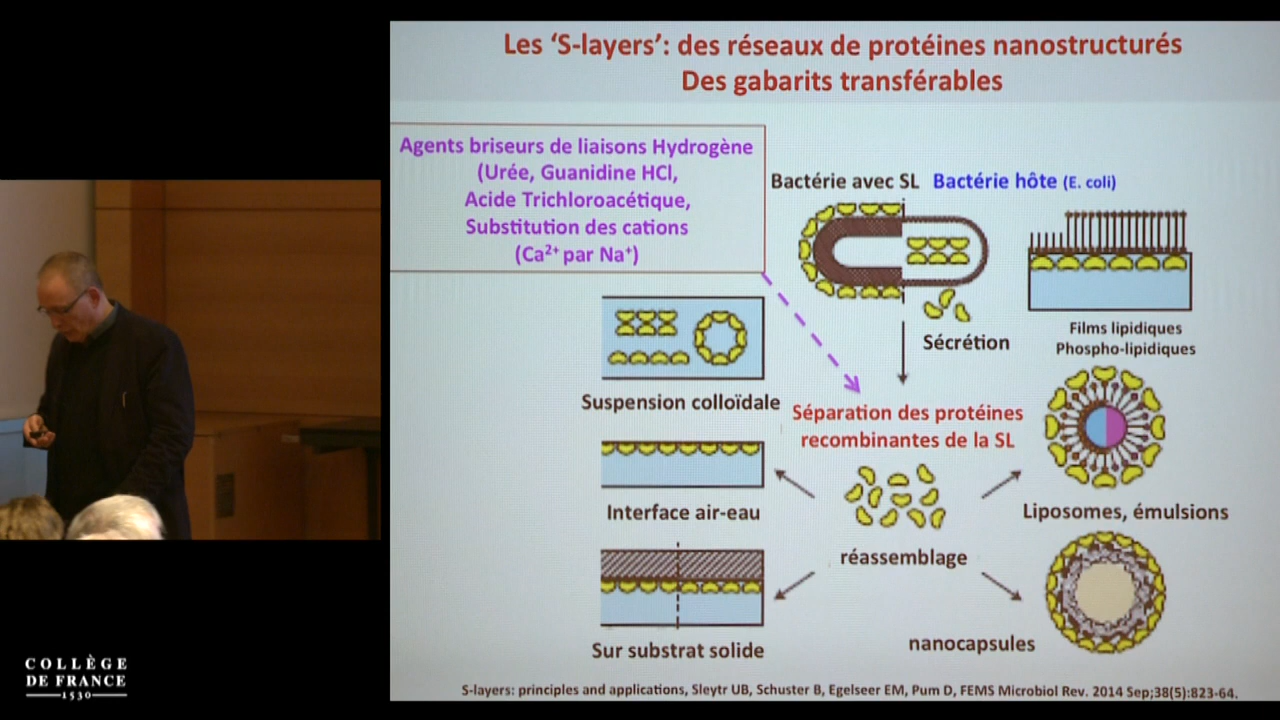 Les ‘S-layers’: des réseaux de protéines nanostructurés
Des gabarits transférables
Agents briseurs de liaisons Hydrogène
(Urée, Guanidine HCl,
Acide Trichloroacétique,
Substitution des cations
(Ca²⁺ par Na⁺)
Bactérie avec SL Bactérie hôte (E. coli)
Sécrétion
Films lipidiques
Phospho-lipidiques
Suspension colloïdale
Séparation des protéines
recombinantes de la SL
Interface air-eau
Liposomes, émulsions
réassemblage
Sur substrat solide
nanocapsules
S-layers: principles and applications, Sleytr UB, Schuster B, Egelseer EM, Pum D, FEMS Microbiol Rev. 2014 Sep;38(5):823-64.
COLLÈGE
DE FRANCE
1530